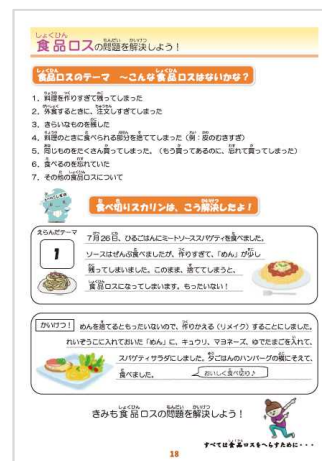 しょくひん もんだい かいけつ
食品ロスの問題を解決しよう！
食品ロスのテーマ ～こんな食品ロスはないかな？
1．料理を作りすぎて残ってしまった
2．外食するときに、注文しすぎてしまった
3．きらいなものを残した
4．料理のときに食べられる部分を捨ててしまった（例：皮のむきすぎ）
5．同じものをたくさん買ってしまった。（もう買ってあるのに、忘れて買ってしまった）
6．食べるのを忘れていた
7．その他の食品ロスについて
食べ切りスカリンは、こう解決したよ！
えらんだテーマ
1
7月26日、ひるごはんにミートソーススパゲティを食べました。
ソースはぜんぶ食べましたが、作りすぎて、「めん」が少し
残ってしまいました。このまま、捨ててしまうと、
食品ロスになってしまいます。もったいない！
かいけつ！ めんを捨てるともったいないので、作りかえる（リメイク）することにしました。
れいぞうこに入れておいた「めん」に、キュウリ、マヨネーズ、ゆでたまごを入れて、
スパゲティサラダにしました。夕ごはんのハンバーグの横にそえて、
食べました。 おいしく食べ切り♪
きみも食品ロスの問題を解決しよう！
すべては食品ロスをへらすために・・・
18